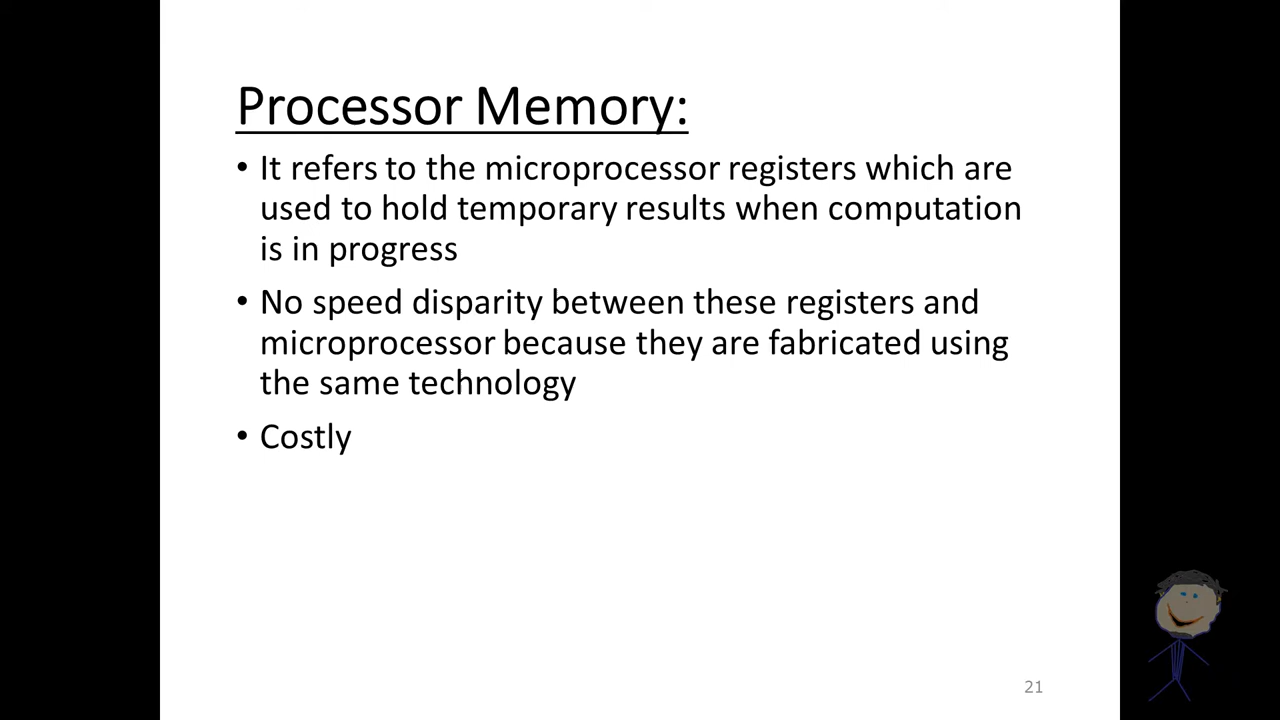 Processor Memory:
• It refers to the microprocessor registers which are
used to hold temporary results when computation
is in progress
• No speed disparity between these registers and
microprocessor because they are fabricated using
the same technology
• Costly
21